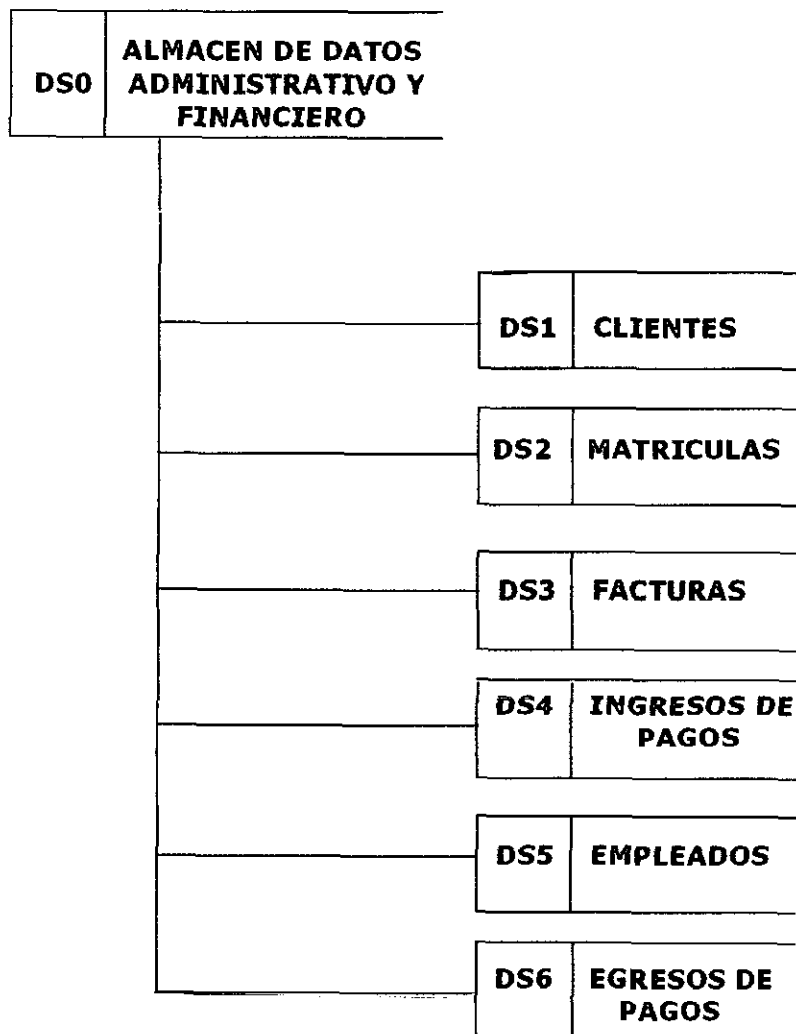 DS0
ALMACEN DE DATOS
ADMINISTRATIVO Y
FINANCIERO
DS1 CLIENTES
DS2 MATRICULAS
DS3 FACTURAS
DS4 INGRESOS DE
PAGOS
DS5 EMPLEADOS
DS6 EGRESOS DE
PAGOS